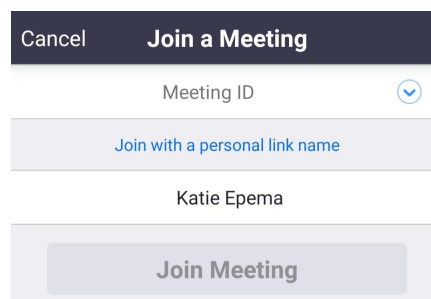 Cancel Join a Meeting
Meeting ID
Join with a personal link name
Katie Epema
Join Meeting